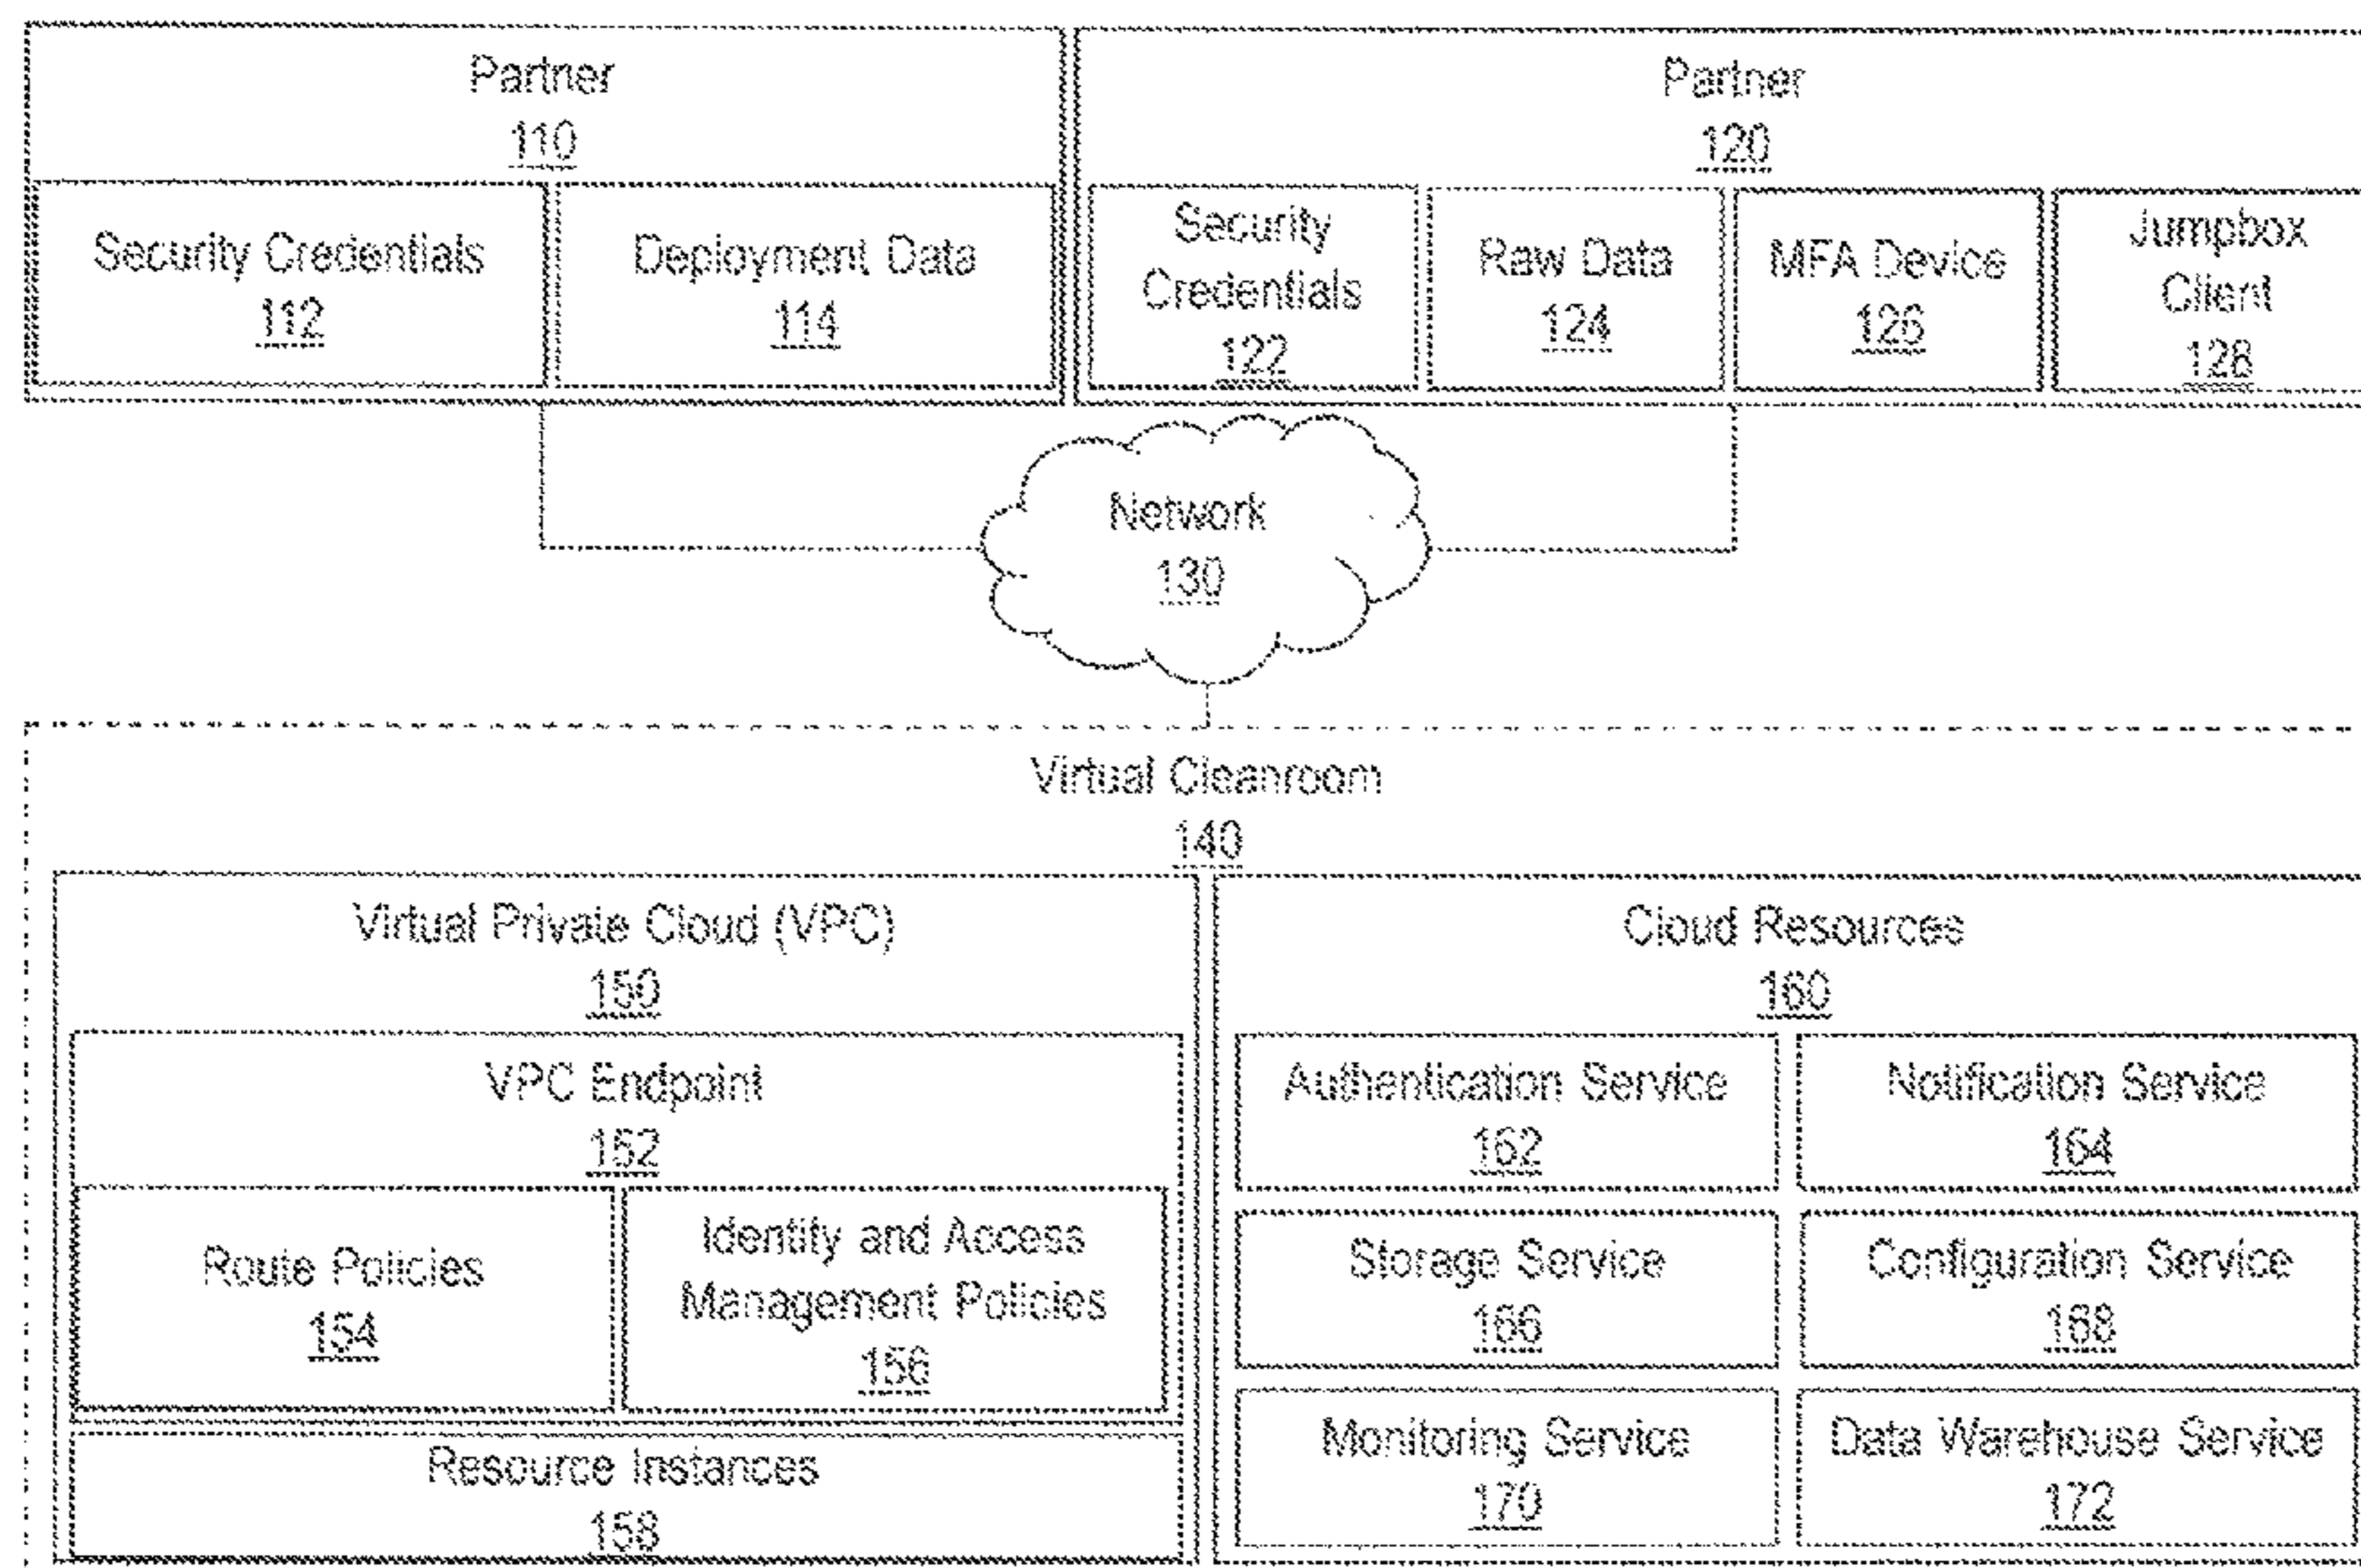 Partner
110
Security Credentials
112
Deployment Data
114
Partner
120
Security
Credentials
122
Raw Data
124
MFA Device
126
Jumpbox
Client
128
Network
130
Virtual Cleanroom
140
Virtual Private Cloud (VPC)
150
VPC Endpoint
152
Route Policies
154
Identity and Access
Management Policies
156
Resource Instances
158
Cloud Resources
160
Authentication Service
162
Notification Service
164
Storage Service
166
Configuration Service
168
Monitoring Service
170
Data Warehouse Service
172